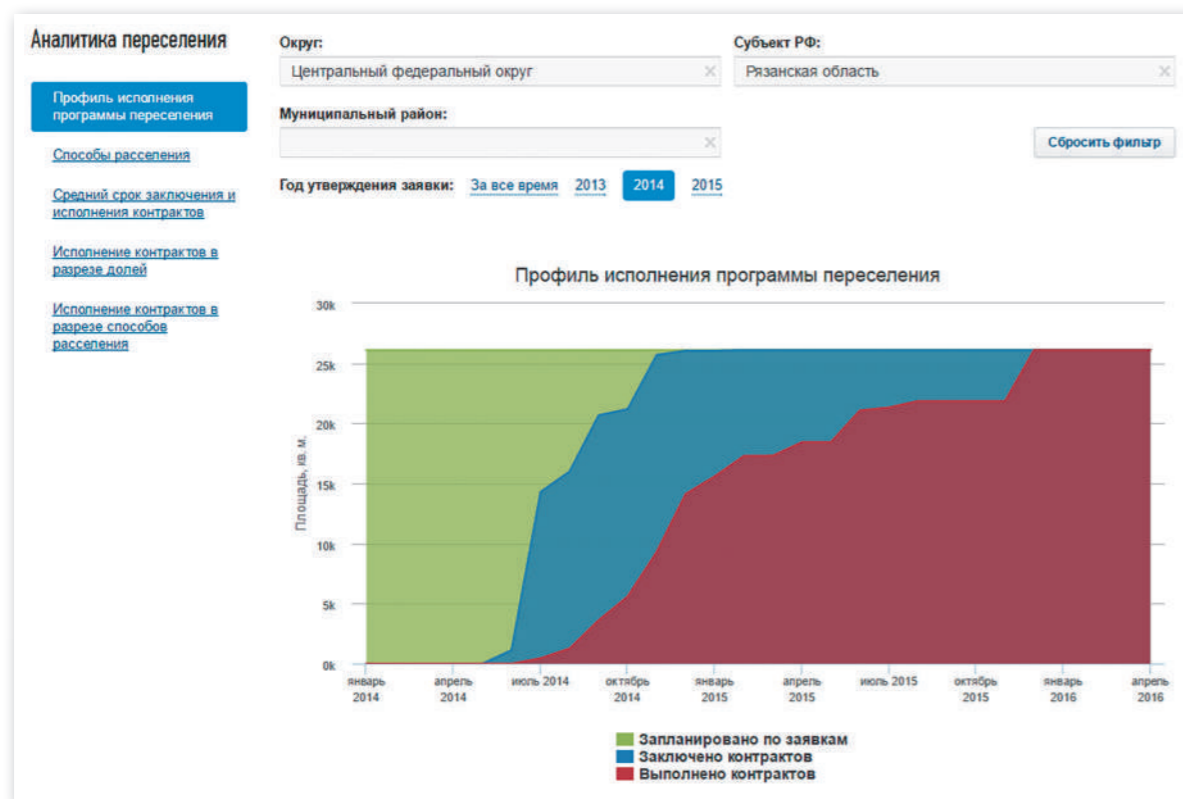 Аналитика переселения
Профиль исполнения
программы переселения
Способы расселения
Средний срок заключения и
исполнения контрактов
Исполнение контрактов в
разрезе долей
Исполнение контрактов в
разрезе способов
расселения
Округ:
Центральный федеральный округ ×
Субъект РФ:
Рязанская область ×
Муниципальный район:
×
Сбросить фильтр
Год утверждения заявки: За все время 2013 2014 2015
Профиль исполнения программы переселения
Площадь, кв. м.
30k
25k
20k
15k
10k
5k
0k
январь
2014
апрель
2014
июль 2014
октябрь
2014
январь
2015
апрель
2015
июль 2015
октябрь
2015
январь
2016
апрель
2016
Запланировано по заявкам
Заключено контрактов
Выполнено контрактов